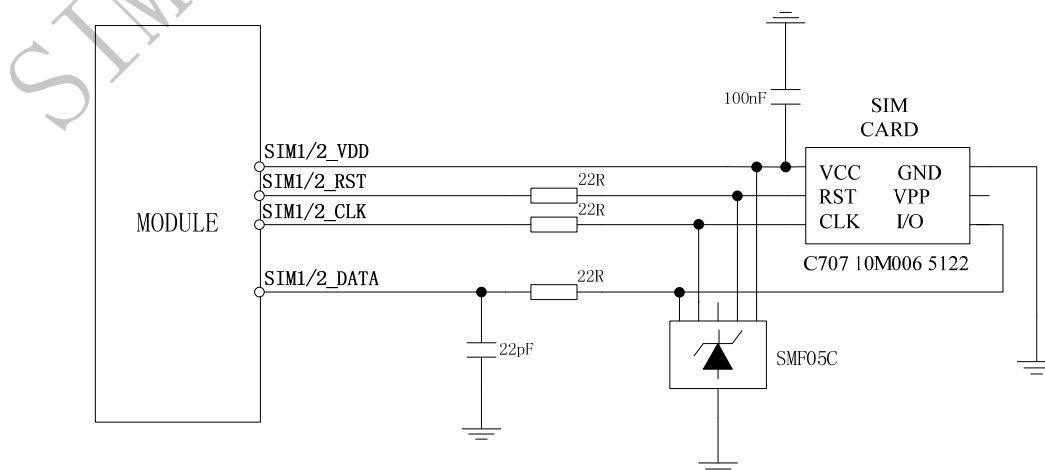 SIM
100nF
SIM
CARD
SIM1/2_VDD
SIM1/2_RST
22R
SIM1/2_CLK
22R
SIM1/2_DATA
22R
MODULE
VCC GND
RST VPP
CLK I/O
C707 10M006 5122
22pF
SMF05C